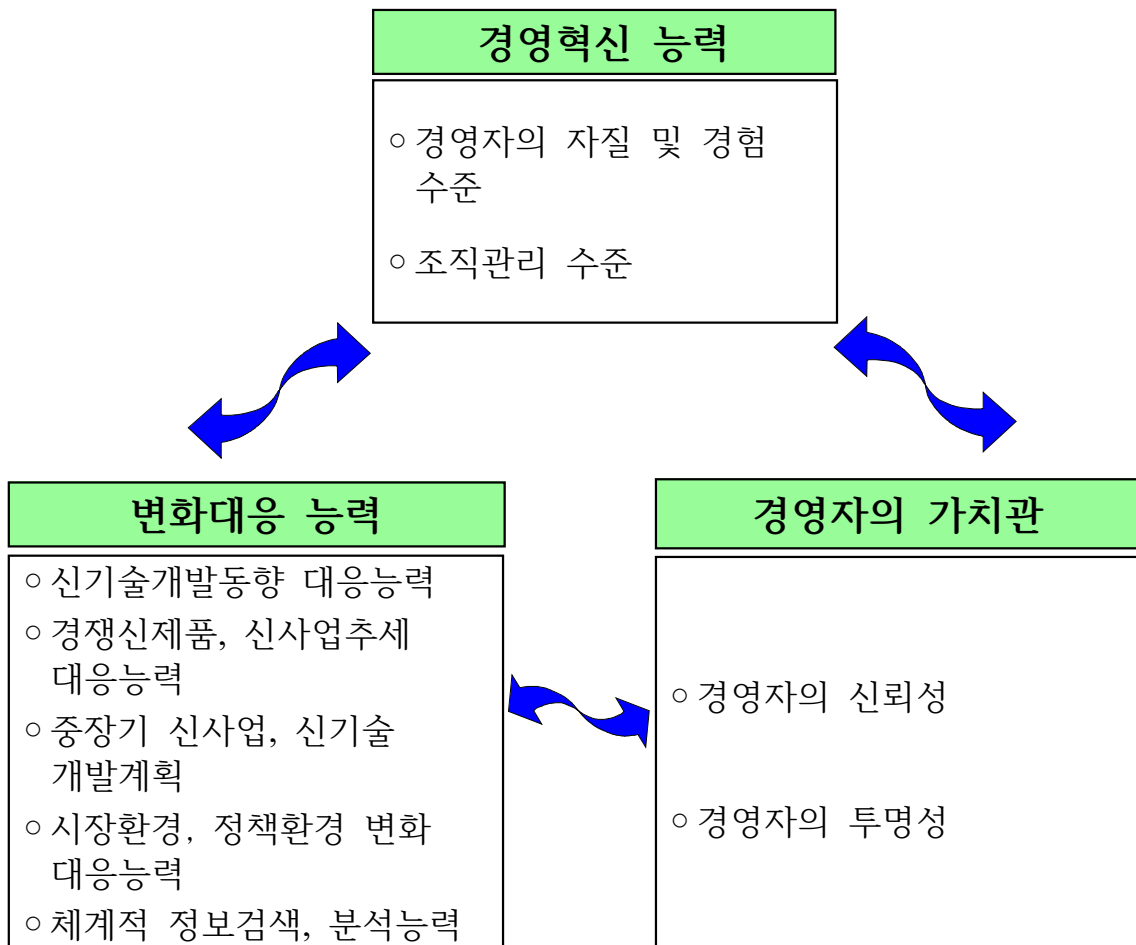 경영혁신 능력
○ 경영자의 자질 및 경험
수준
○ 조직관리 수준
변화대응 능력
○ 신기술개발동향 대응능력
○ 경쟁신제품, 신사업추세
대응능력
○ 중장기 신사업, 신기술
개발계획
○ 시장환경, 정책환경 변화
대응능력
○ 체계적 정보검색, 분석능력
경영자의 가치관
○ 경영자의 신뢰성
○ 경영자의 투명성